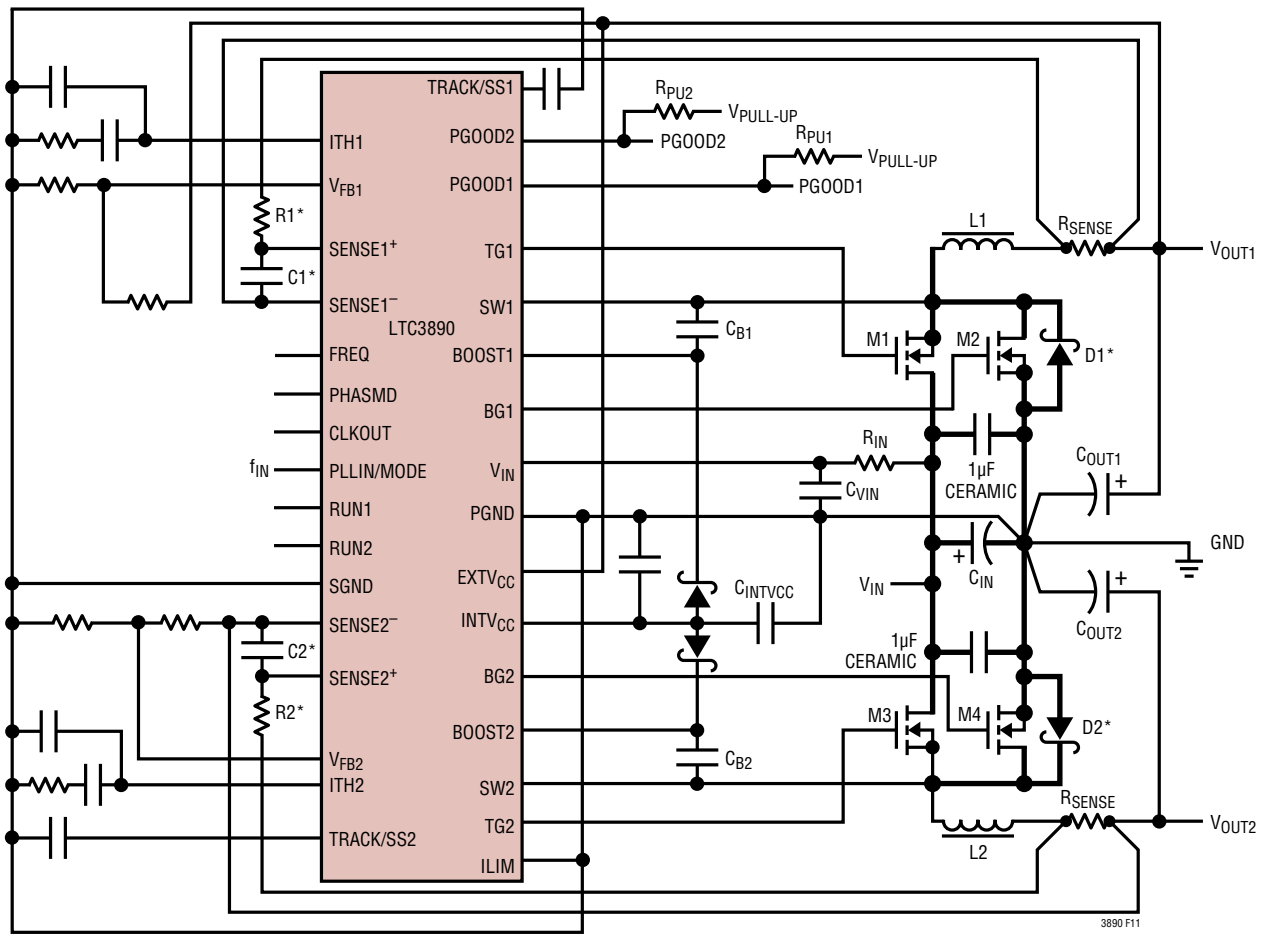 TRACK/SS1
RPU2
VPULL-UP
PGOOD2
PGOOD2
RPU1
VPULL-UP
PGOOD1
PGOOD1
ITH1
VFB1
R1*
SENSE1+
C1*
SENSE1–
LTC3890
TG1
L1
RSENSE
VOUT1
SW1
CB1
M1
M2
D1*
FREQ
BOOST1
PHASMD
BG1
CLKOUT
RIN
1µF
CERAMIC
fIN
PLLIN/MODE
VIN
CVIN
COUT1
+
RUN1
PGND
RUN2
GND
EXTVCC
VIN
+
CIN
SGND
CINTVCC
+
COUT2
SENSE2–
INTVCC
C2*
1µF
CERAMIC
SENSE2+
BG2
R2*
M3
M4
D2*
BOOST2
VFB2
CB2
ITH2
SW2
RSENSE
TG2
VOUT2
TRACK/SS2
L2
ILIM
3890 F11